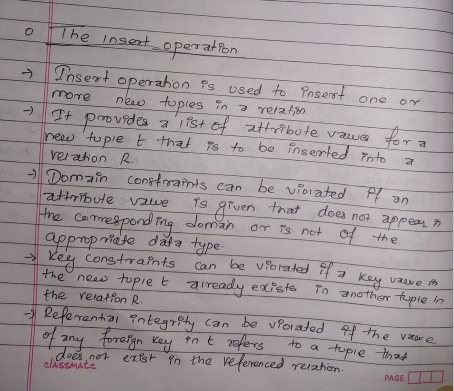 o The insert operation
→ Insert operation is used to insert one or
more new tuples in a relation
→ It provides a list of attribute values for a
new tuple t that is to be inserted into a
relation R.
→ Domain constraints can be violated if an
attribute value is given that does not appear in
the corresponding domain or is not of the
appropriate data type.
→ Key constraints can be violated if a key value in
the new tuple t already exists in another tuple in
the relation R.
→ Referential integrity can be violated if the value
of any foreign key in t refers to a tuple that
does not exist in the referenced relation.
classmate
PAGE